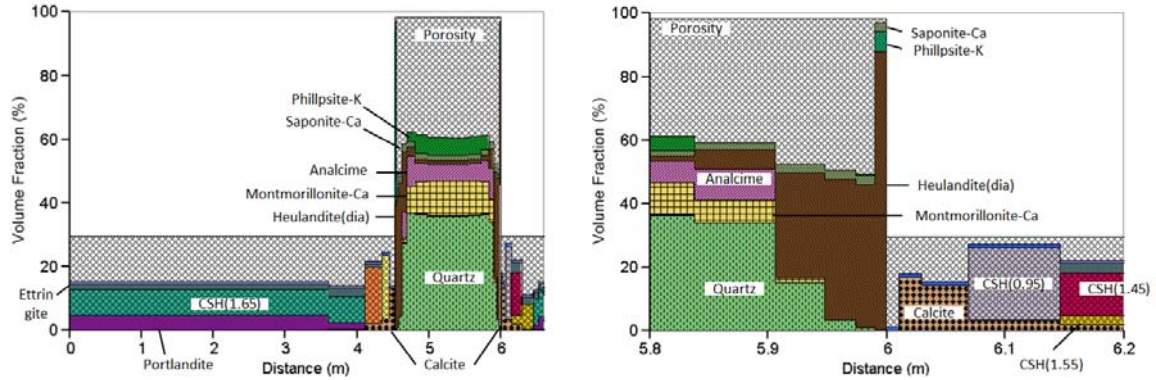 100
80
60
40
20
0
Volume Fraction (%)
Porosity
Phillpsite-K
Saponite-Ca
Analcime
Montmorillonite-Ca
Heulandite(dia)
Quartz
Ettrin
gite
CSH(1.65)
0 1 2 3 4 5 6
Portlandite
Distance (m)
Calcite
100
80
60
40
20
0
Volume Fraction (%)
Porosity
Saponite-Ca
Phillpsite-K
Analcime
Heulandite(dia)
Montmorillonite-Ca
Quartz
CSH(0.95)
CSH(1.45)
Calcite
5.8 5.9 6 6.1 6.2
Distance (m)
CSH(1.55)